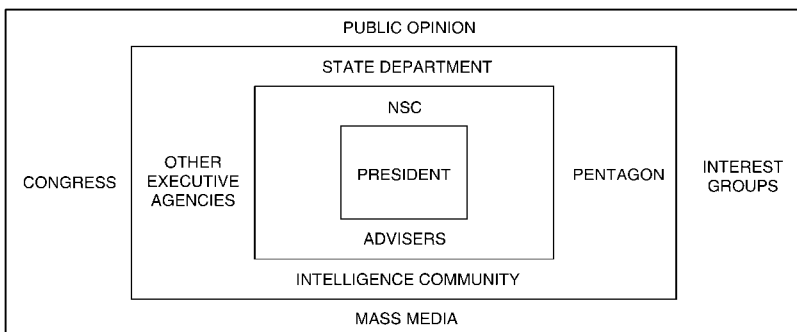 PUBLIC OPINION
STATE DEPARTMENT
NSC
CONGRESS
OTHER
EXECUTIVE
AGENCIES
PRESIDENT
PENTAGON
INTEREST
GROUPS
ADVISERS
INTELLIGENCE COMMUNITY
MASS MEDIA